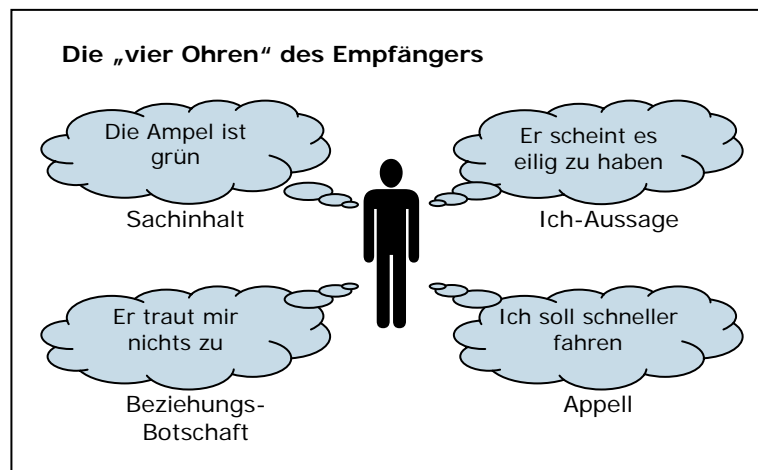 Die „vier Ohren“ des Empfängers
Die Ampel ist
grün
Sachinhalt
Er scheint es
eilig zu haben
Ich-Aussage
Er traut mir
nichts zu
Beziehungs-
Botschaft
Ich soll schneller
fahren
Appell